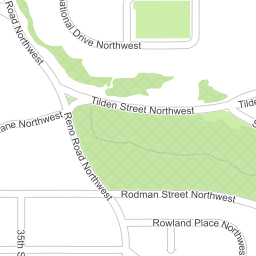 national Drive Northwest
Road Northwest
Tilden Street Northwest
Tilde
ane Northwest
Reno Road Northwest
Rodman Street Northwest
Rowland Place Northwes
35th S